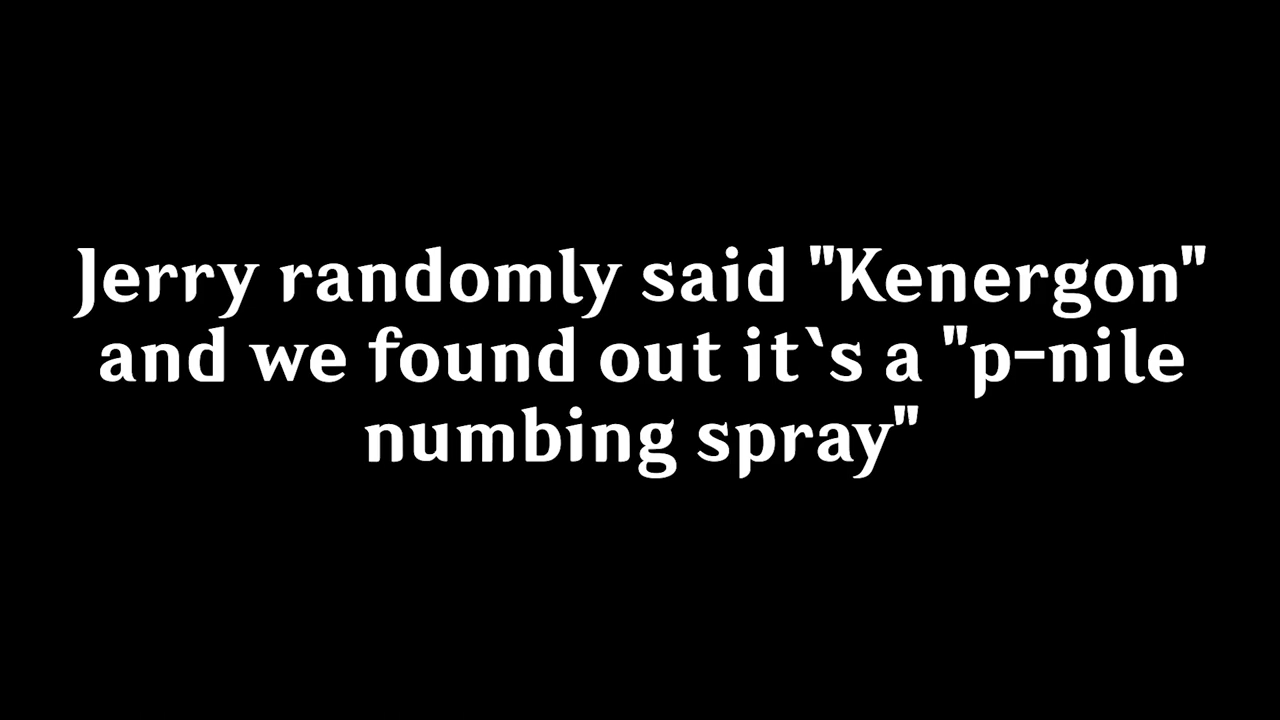 Jerry randomly said "Kenergon"
and we found out it`s a "p-nile
numbing spray"